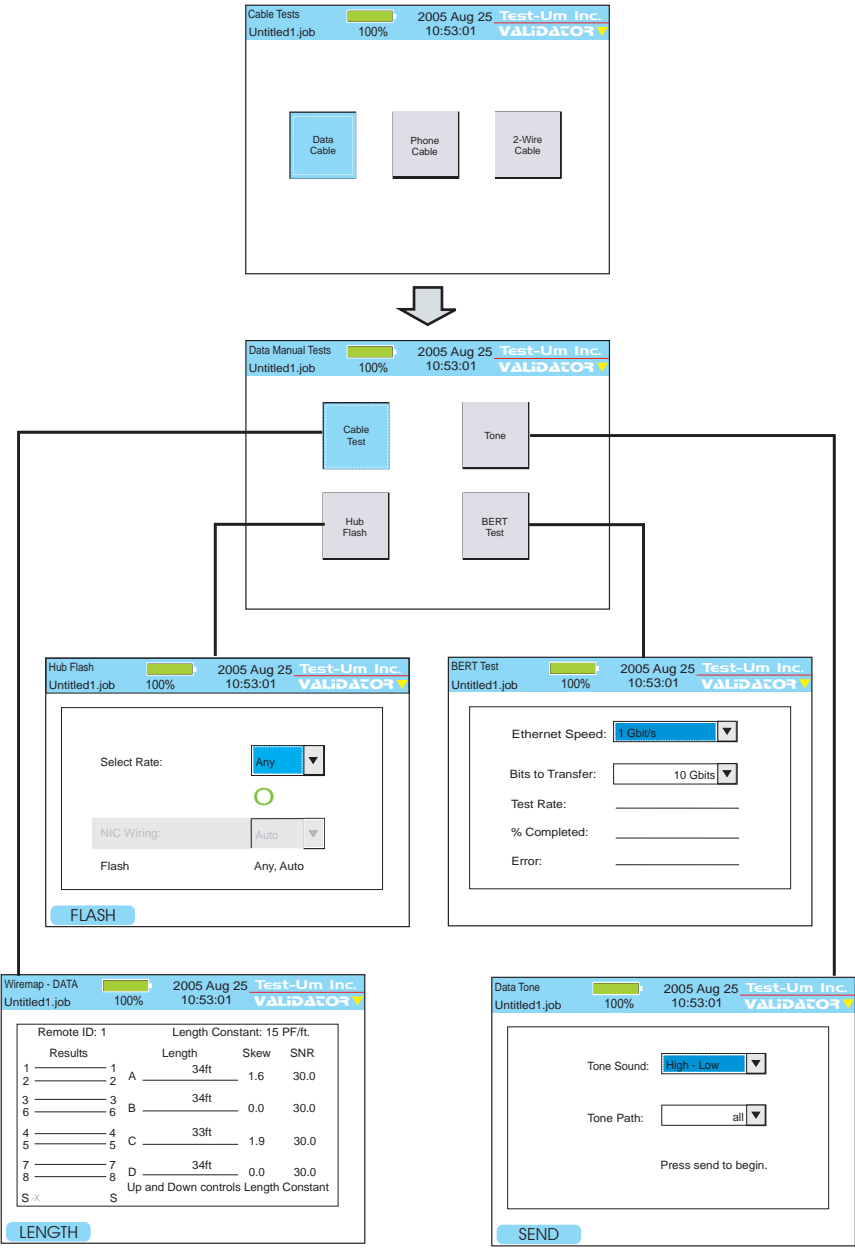 Cable Tests 2005 Aug 25 Test-Um Inc.
Untitled1.job 100% 10:53:01 VALiDATOR
Data
Cable
Phone
Cable
2-Wire
Cable
Data Manual Tests 2005 Aug 25 Test-Um Inc.
Untitled1.job 100% 10:53:01 VALiDATOR
Cable
Test
Tone
Hub
Flash
BERT
Test
Hub Flash 2005 Aug 25 Test-Um Inc.
Untitled1.job 100% 10:53:01 VALiDATOR
Select Rate: Any
O
NIC Wiring: Auto
Flash Any, Auto
FLASH
BERT Test 2005 Aug 25 Test-Um Inc.
Untitled1.job 100% 10:53:01 VALiDATOR
Ethernet Speed: 1 Gbit/s
Bits to Transfer: 10 Gbits
Test Rate:
% Completed:
Error:
Wiremap - DATA 2005 Aug 25 Test-Um Inc.
Untitled1.job 100% 10:53:01 VALiDATOR
Remote ID: 1 Length Constant: 15 PF/ft.
Results Length Skew SNR
1 1
2 2 A 34ft 1.6 30.0
3 3
6 6 B 34ft 0.0 30.0
4 4
5 5 C 33ft 1.9 30.0
7 7
8 8 D 34ft 0.0 30.0
Up and Down controls Length Constant
S -X S
LENGTH
Data Tone 2005 Aug 25 Test-Um Inc.
Untitled1.job 100% 10:53:01 VALiDATOR
Tone Sound: High - Low
Tone Path: all
Press send to begin.
SEND